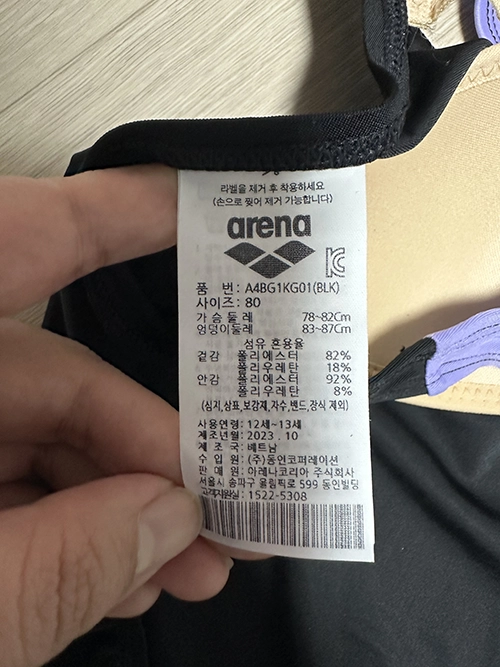 라벨을 제거 후 착용하세요
(손으로 찢어 제거 가능합니다)
arena
품 번: A4BG1KG01(BLK)
사이즈: 80
가슴둘레 78~82Cm
엉덩이둘레 83~87Cm
섬유 혼용율
겉감 폴리에스터 82%
폴리우레탄 18%
안감 폴리에스터 92%
폴리우레탄 8%
(심지,상표,보강재,자수,밴드,장식 제외)
사용연령: 12세~13세
제조년월: 2023 . 10
제 조 국: 베트남
수 입 원: (주)동인코퍼레이션
판 매 원: 아레나코리아 주식회사
서울시 송파구 올림픽로 599 동인빌딩
고객지원실: 1522-5308